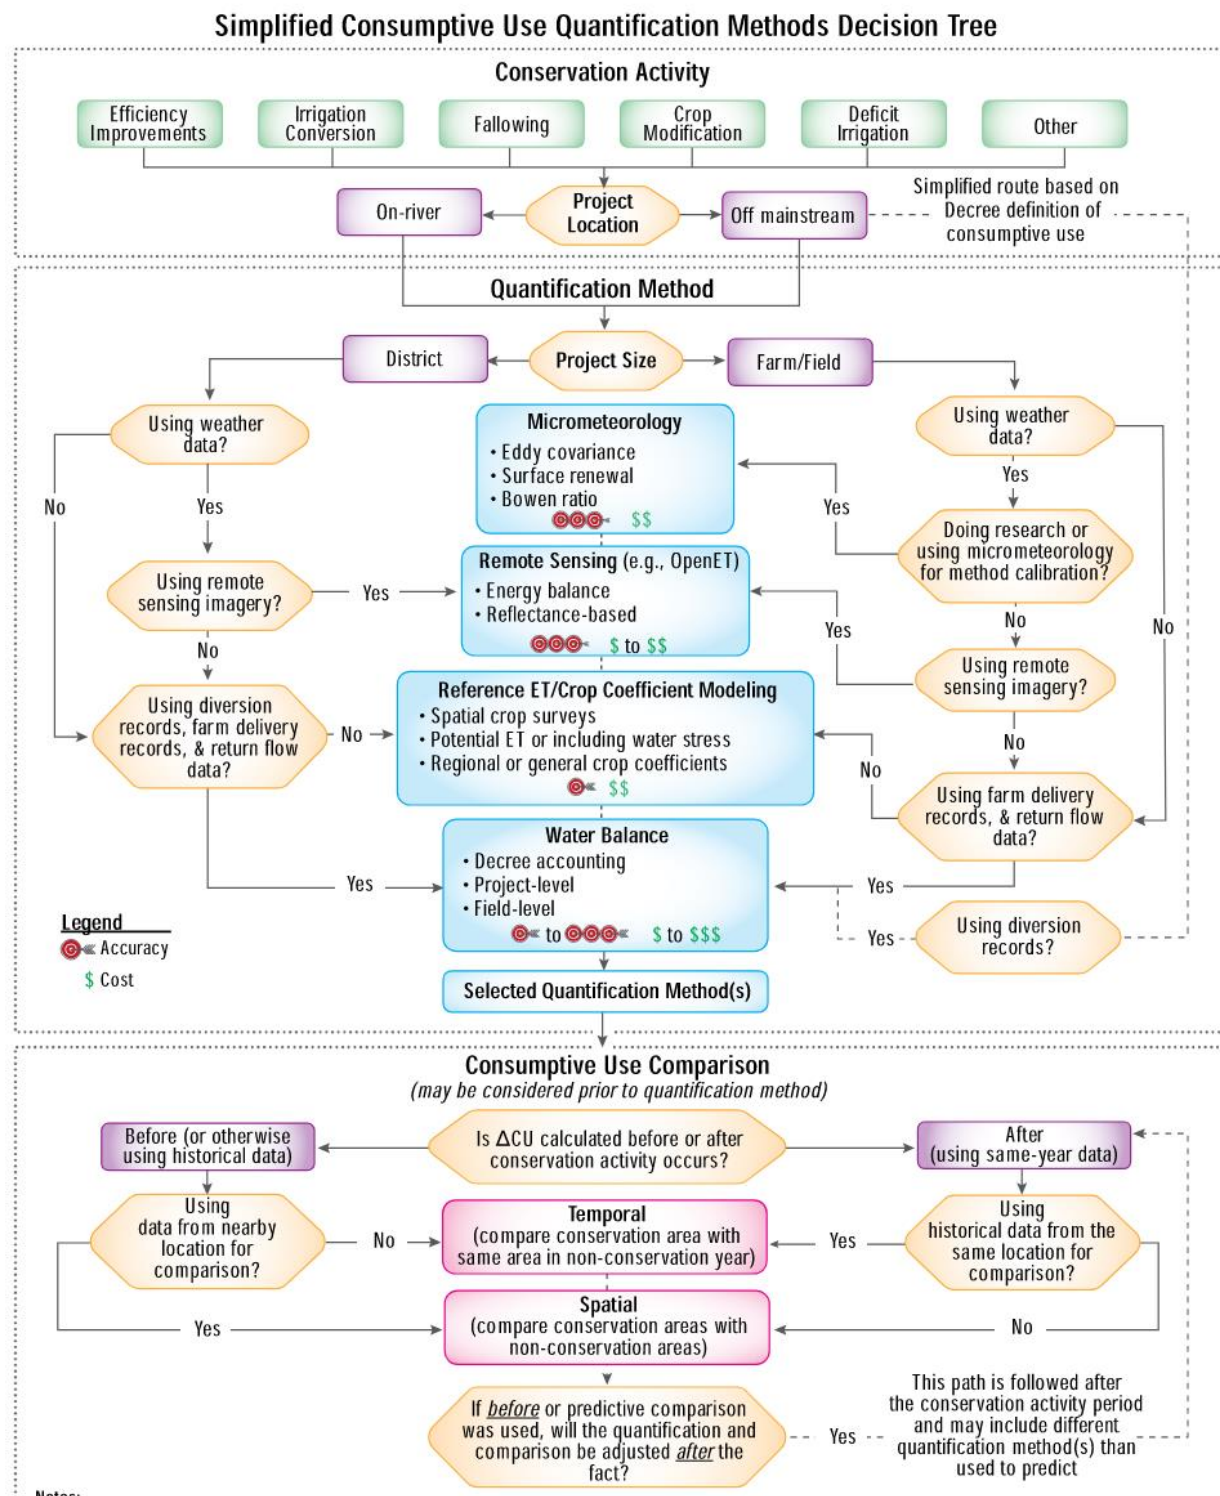 Simplified Consumptive Use Quantification Methods Decision Tree
Conservation Activity
Efficiency
Improvements
Irrigation
Conversion
Fallowing
Crop
Modification
Deficit
Irrigation
Other
On-river
Project
Location
Off mainstream
Simplified route based on
Decree definition of
consumptive use
Quantification Method
District
Project Size
Farm/Field
Using weather
data?
No
Yes
Using remote
sensing imagery?
Yes
No
Using diversion
records, farm delivery
records, & return flow
data?
No
Yes
Micrometeorology
• Eddy covariance
• Surface renewal
• Bowen ratio
$$
Remote Sensing (e.g., OpenET)
• Energy balance
• Reflectance-based
$ to $$
Reference ET/Crop Coefficient Modeling
• Spatial crop surveys
• Potential ET or including water stress
• Regional or general crop coefficients
$$
Water Balance
• Decree accounting
• Project-level
• Field-level
to $ to $$$
Selected Quantification Method(s)
Using weather
data?
Yes
No
Doing research or
using micrometeorology
for method calibration?
Yes
No
Using remote
sensing imagery?
Yes
No
Using farm delivery
records, & return flow
data?
No
Yes
Using diversion
records?
Yes
Legend
Accuracy
$ Cost
Consumptive Use Comparison
(may be considered prior to quantification method)
Before (or otherwise
using historical data)
Is ΔCU calculated before or after
conservation activity occurs?
After
(using same-year data)
Using
data from nearby
location for
comparison?
No
Yes
Temporal
(compare conservation area with
same area in non-conservation year)
Spatial
(compare conservation areas with
non-conservation areas)
Using
historical data from the
same location for
comparison?
Yes
No
If before or predictive comparison
was used, will the quantification and
comparison be adjusted after the
fact?
Yes
This path is followed after
the conservation activity period
and may include different
quantification method(s) than
used to predict
Notes: